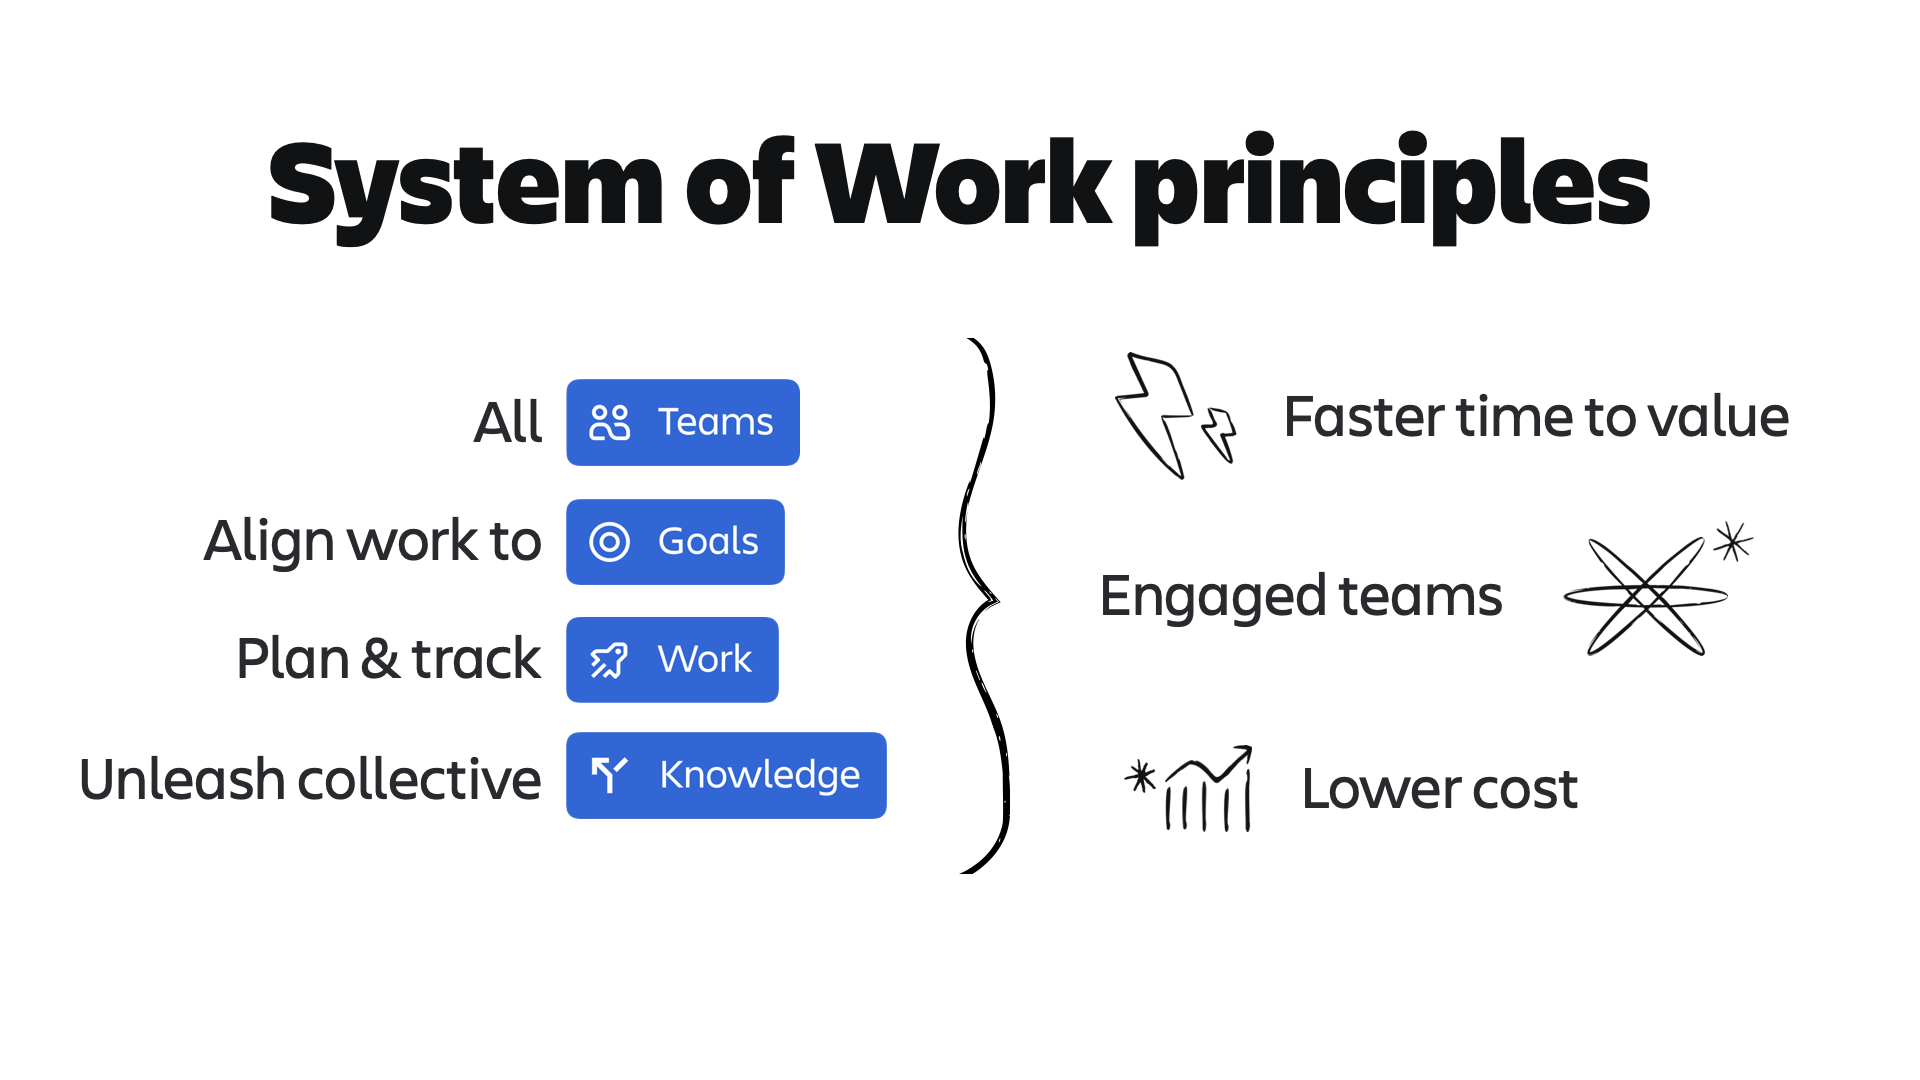 System of Work principles
All Teams
Align work to Goals
Plan & track Work
Unleash collective Knowledge
Faster time to value
Engaged teams
Lower cost